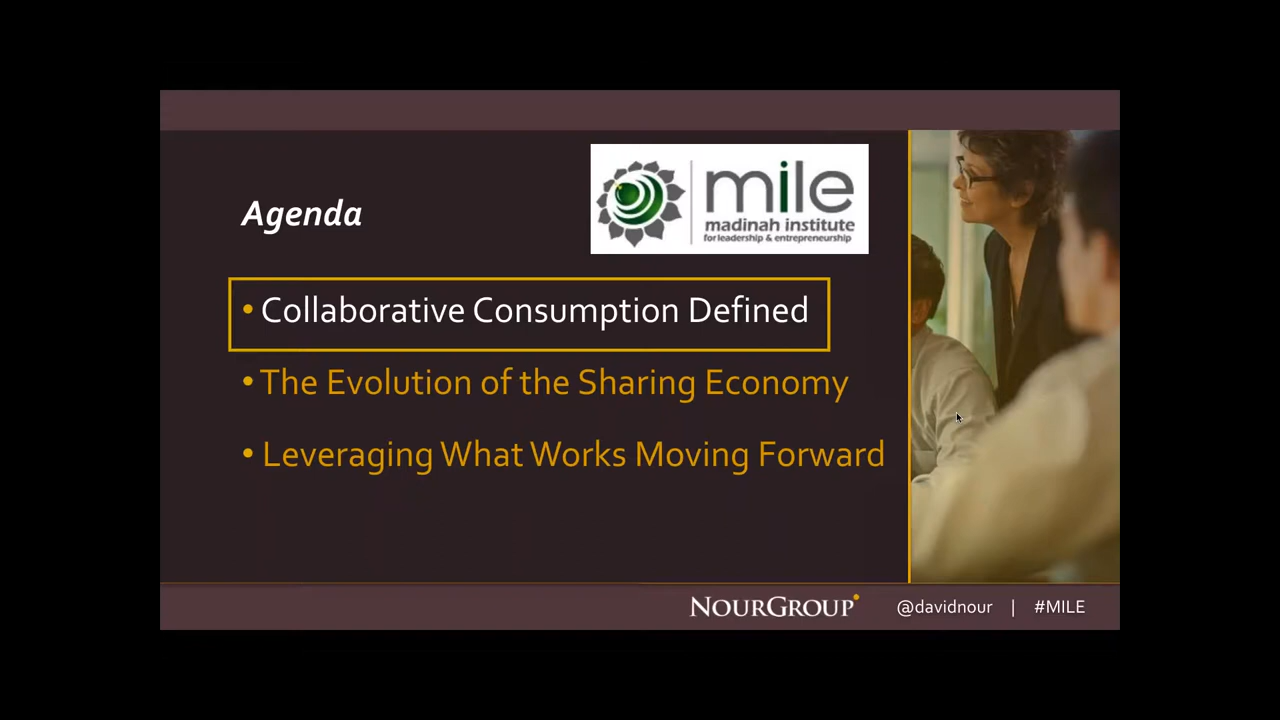 mile
madinah institute
for leadership & entrepreneurship
Agenda
• Collaborative Consumption Defined
• The Evolution of the Sharing Economy
• Leveraging What Works Moving Forward
NOURGROUP
@davidnour | #MILE